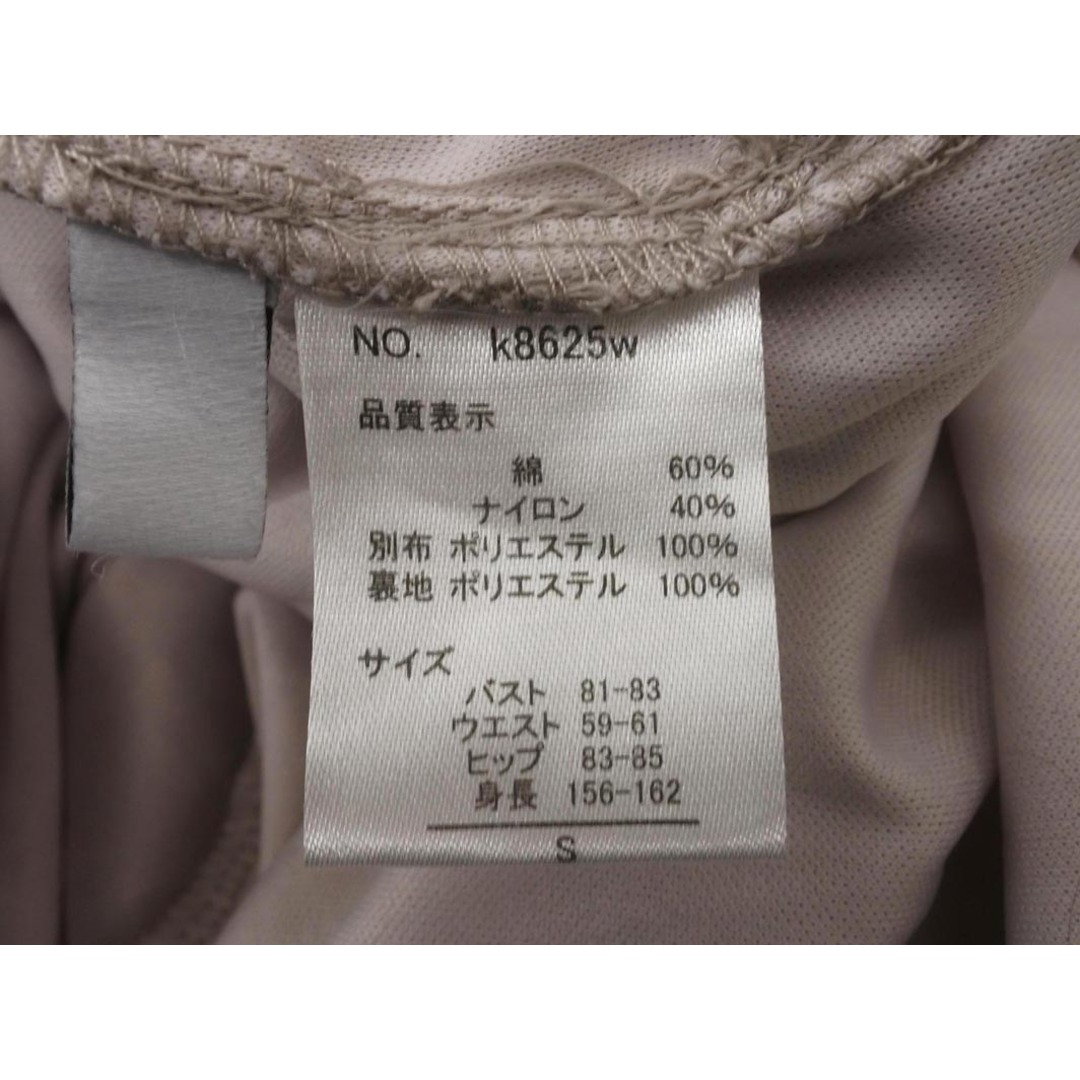 NO. k8625w
品質表示
綿 60%
ナイロン 40%
別布 ポリエステル 100%
裏地 ポリエステル 100%
サイズ
バスト 81-83
ウエスト 59-61
ヒップ 83-85
身長 156-162
S